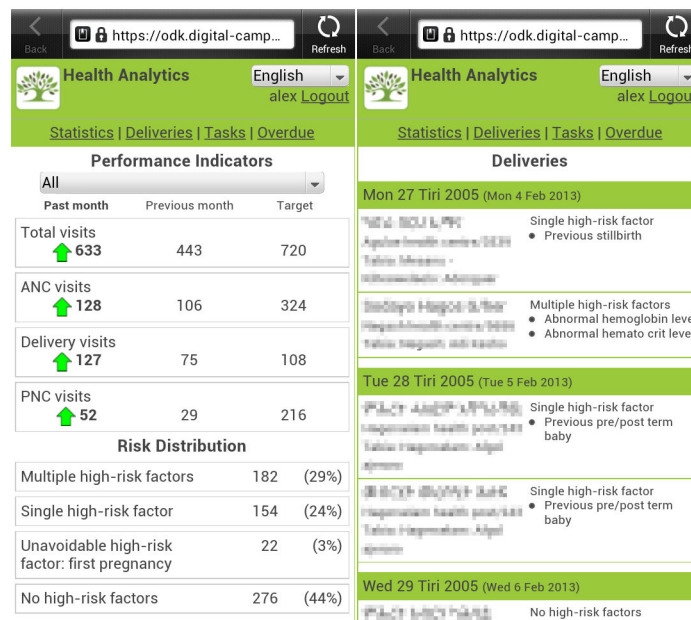 Back
https://odk.digital-camp...
Refresh
Health Analytics
English
alex Logout
Statistics | Deliveries | Tasks | Overdue
Performance Indicators
All
Past month Previous month Target
Total visits
633 443 720
ANC visits
128 106 324
Delivery visits
127 75 108
PNC visits
52 29 216
Risk Distribution
Multiple high-risk factors 182 (29%)
Single high-risk factor 154 (24%)
Unavoidable high-risk
factor: first pregnancy 22 (3%)
No high-risk factors 276 (44%)
Back
https://odk.digital-camp...
Refresh
Health Analytics
English
alex Logout
Statistics | Deliveries | Tasks | Overdue
Deliveries
Mon 27 Tiri 2005 (Mon 4 Feb 2013)
Single high-risk factor
Previous stillbirth
Multiple high-risk factors
Abnormal hemoglobin leve
Abnormal hemato crit leve
Tue 28 Tiri 2005 (Tue 5 Feb 2013)
Single high-risk factor
Previous pre/post term
baby
Single high-risk factor
Previous pre/post term
baby
Wed 29 Tiri 2005 (Wed 6 Feb 2013)
No high-risk factors